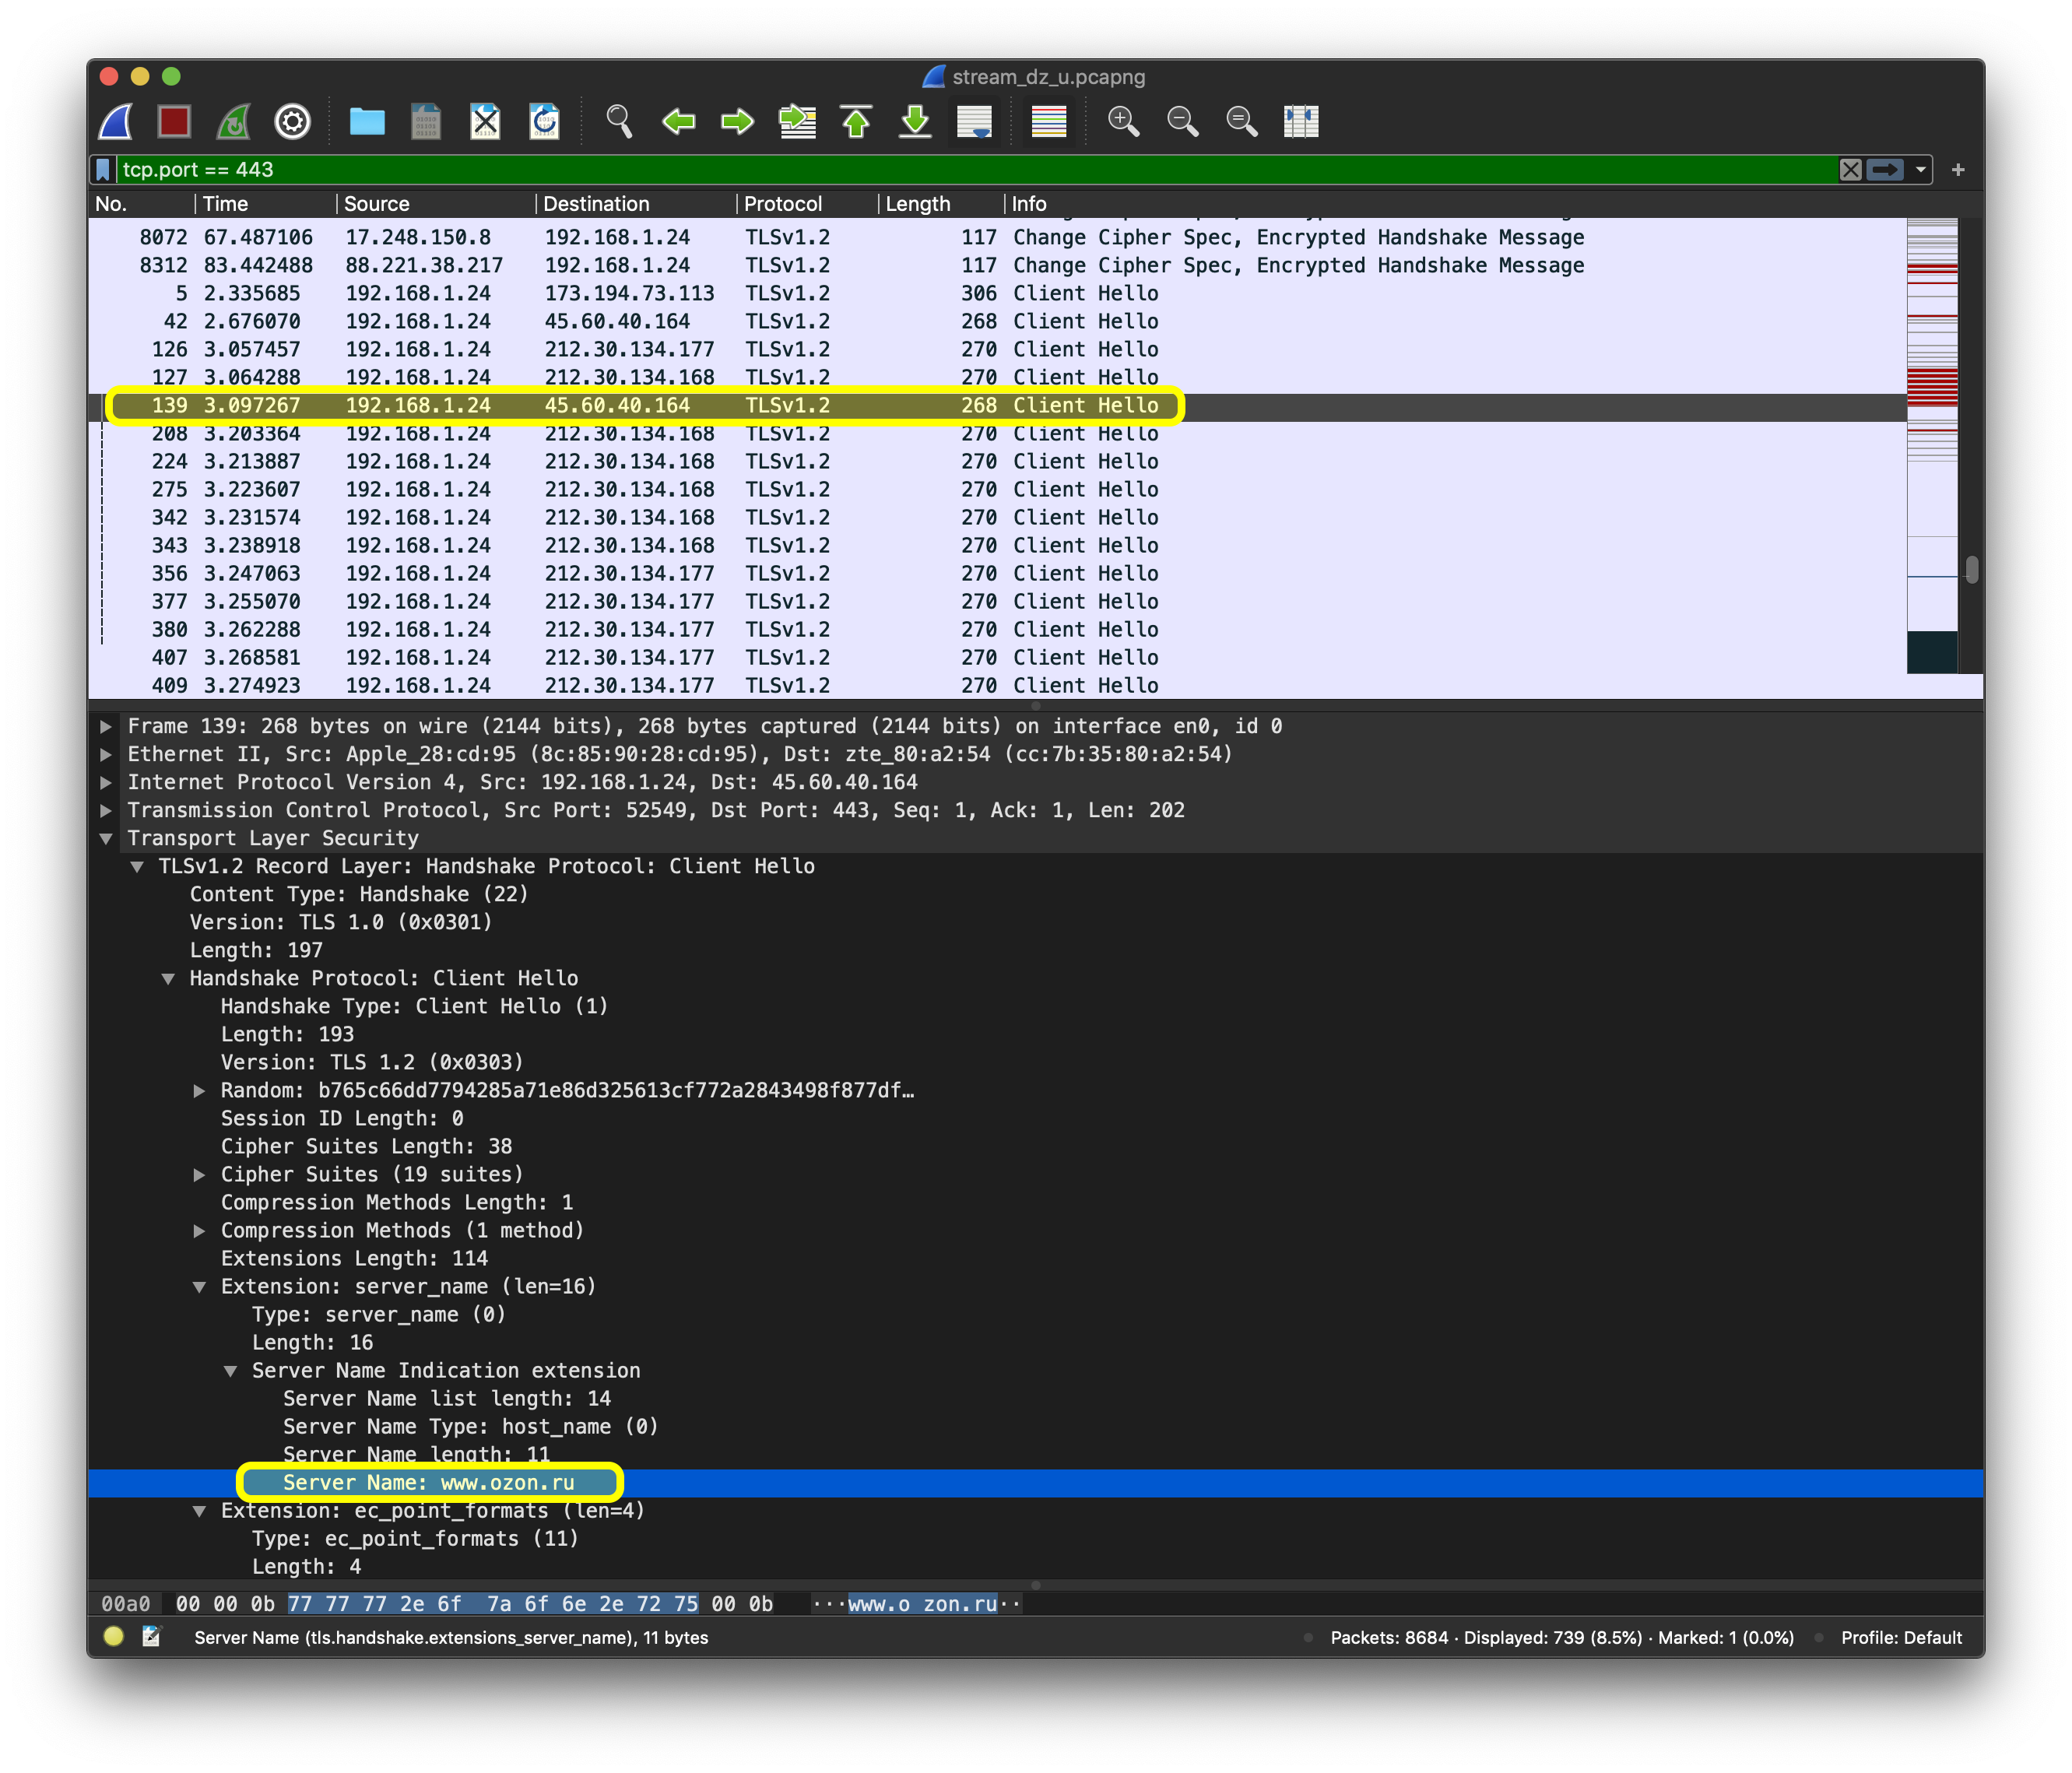 stream_dz_u.pcapng
tcp.port == 443
No. Time Source Destination Protocol Length Info
8072 67.487106 17.248.150.8 192.168.1.24 TLSv1.2 117 Change Cipher Spec, Encrypted Handshake Message
8312 83.442488 88.221.38.217 192.168.1.24 TLSv1.2 117 Change Cipher Spec, Encrypted Handshake Message
5 2.335685 192.168.1.24 173.194.73.113 TLSv1.2 306 Client Hello
42 2.676070 192.168.1.24 45.60.40.164 TLSv1.2 268 Client Hello
126 3.057457 192.168.1.24 212.30.134.177 TLSv1.2 270 Client Hello
127 3.064288 192.168.1.24 212.30.134.168 TLSv1.2 270 Client Hello
139 3.097267 192.168.1.24 45.60.40.164 TLSv1.2 268 Client Hello
208 3.203364 192.168.1.24 212.30.134.168 TLSv1.2 270 Client Hello
224 3.213887 192.168.1.24 212.30.134.168 TLSv1.2 270 Client Hello
275 3.223607 192.168.1.24 212.30.134.168 TLSv1.2 270 Client Hello
342 3.231574 192.168.1.24 212.30.134.168 TLSv1.2 270 Client Hello
343 3.238918 192.168.1.24 212.30.134.168 TLSv1.2 270 Client Hello
356 3.247063 192.168.1.24 212.30.134.177 TLSv1.2 270 Client Hello
377 3.255070 192.168.1.24 212.30.134.177 TLSv1.2 270 Client Hello
380 3.262288 192.168.1.24 212.30.134.177 TLSv1.2 270 Client Hello
407 3.268581 192.168.1.24 212.30.134.177 TLSv1.2 270 Client Hello
409 3.274923 192.168.1.24 212.30.134.177 TLSv1.2 270 Client Hello
Frame 139: 268 bytes on wire (2144 bits), 268 bytes captured (2144 bits) on interface en0, id 0
Ethernet II, Src: Apple_28:cd:95 (8c:85:90:28:cd:95), Dst: zte_80:a2:54 (cc:7b:35:80:a2:54)
Internet Protocol Version 4, Src: 192.168.1.24, Dst: 45.60.40.164
Transmission Control Protocol, Src Port: 52549, Dst Port: 443, Seq: 1, Ack: 1, Len: 202
Transport Layer Security
TLSv1.2 Record Layer: Handshake Protocol: Client Hello
Content Type: Handshake (22)
Version: TLS 1.0 (0x0301)
Length: 197
Handshake Protocol: Client Hello
Handshake Type: Client Hello (1)
Length: 193
Version: TLS 1.2 (0x0303)
Random: b765c66dd7794285a71e86d325613cf772a2843498f877df…
Session ID Length: 0
Cipher Suites Length: 38
Cipher Suites (19 suites)
Compression Methods Length: 1
Compression Methods (1 method)
Extensions Length: 114
Extension: server_name (len=16)
Type: server_name (0)
Length: 16
Server Name Indication extension
Server Name list length: 14
Server Name Type: host_name (0)
Server Name length: 11
Server Name: www.ozon.ru
Extension: ec_point_formats (len=4)
Type: ec_point_formats (11)
Length: 4
00a0 00 00 0b 77 77 77 2e 6f 7a 6f 6e 2e 72 75 00 0b ···www.o zon.ru··
Server Name (tls.handshake.extensions_server_name), 11 bytes Packets: 8684 · Displayed: 739 (8.5%) · Marked: 1 (0.0%) Profile: Default